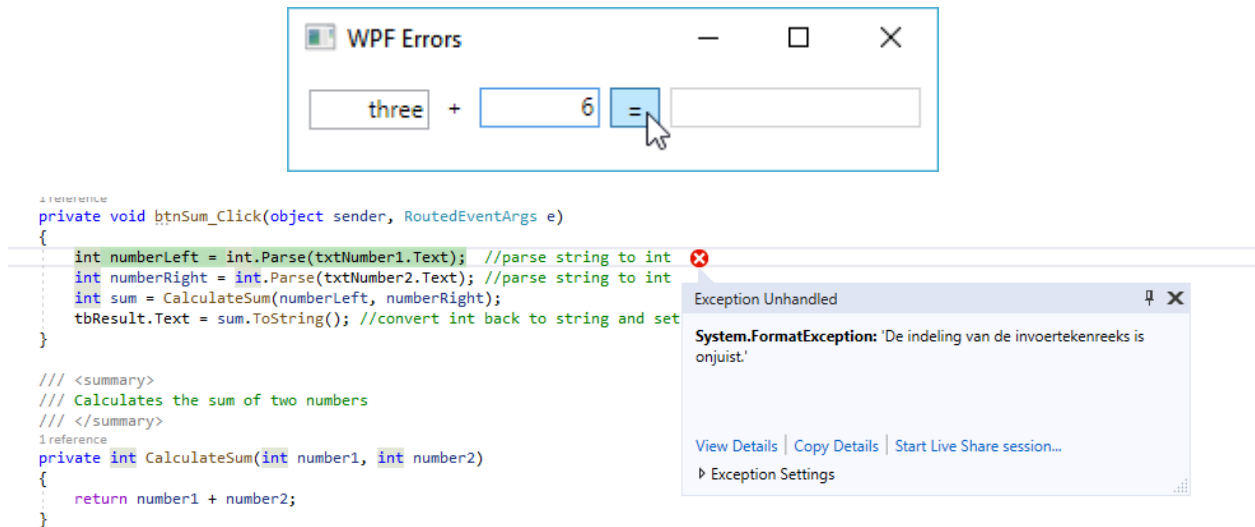 WPF Errors
three + 6 =
1 reference
private void btnSum_Click(object sender, RoutedEventArgs e)
{
int numberLeft = int.Parse(txtNumber1.Text); //parse string to int
int numberRight = int.Parse(txtNumber2.Text); //parse string to int
int sum = CalculateSum(numberLeft, numberRight);
tbResult.Text = sum.ToString(); //convert int back to string and set
}
Exception Unhandled
System.FormatException: 'De indeling van de invoertekenreeks is
onjuist.'
View Details | Copy Details | Start Live Share session...
Exception Settings
/// <summary>
/// Calculates the sum of two numbers
/// </summary>
1 reference
private int CalculateSum(int number1, int number2)
{
return number1 + number2;
}